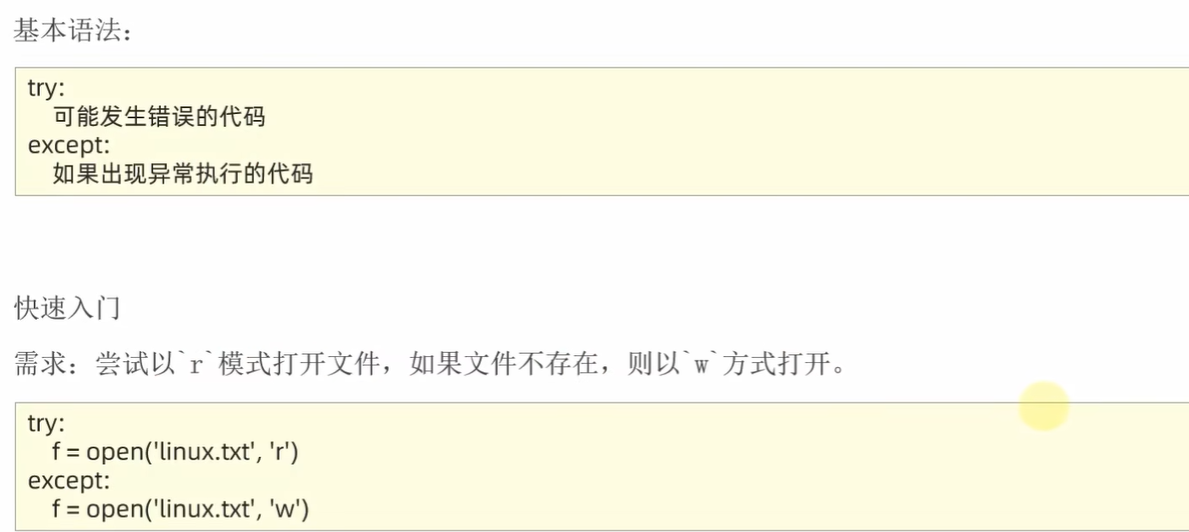 基本语法：
try:
    可能发生错误的代码
except:
    如果出现异常执行的代码
快速入门
需求：尝试以`r`模式打开文件，如果文件不存在，则以`w`方式打开。
try:
    f = open('linux.txt', 'r')
except:
    f = open('linux.txt', 'w')